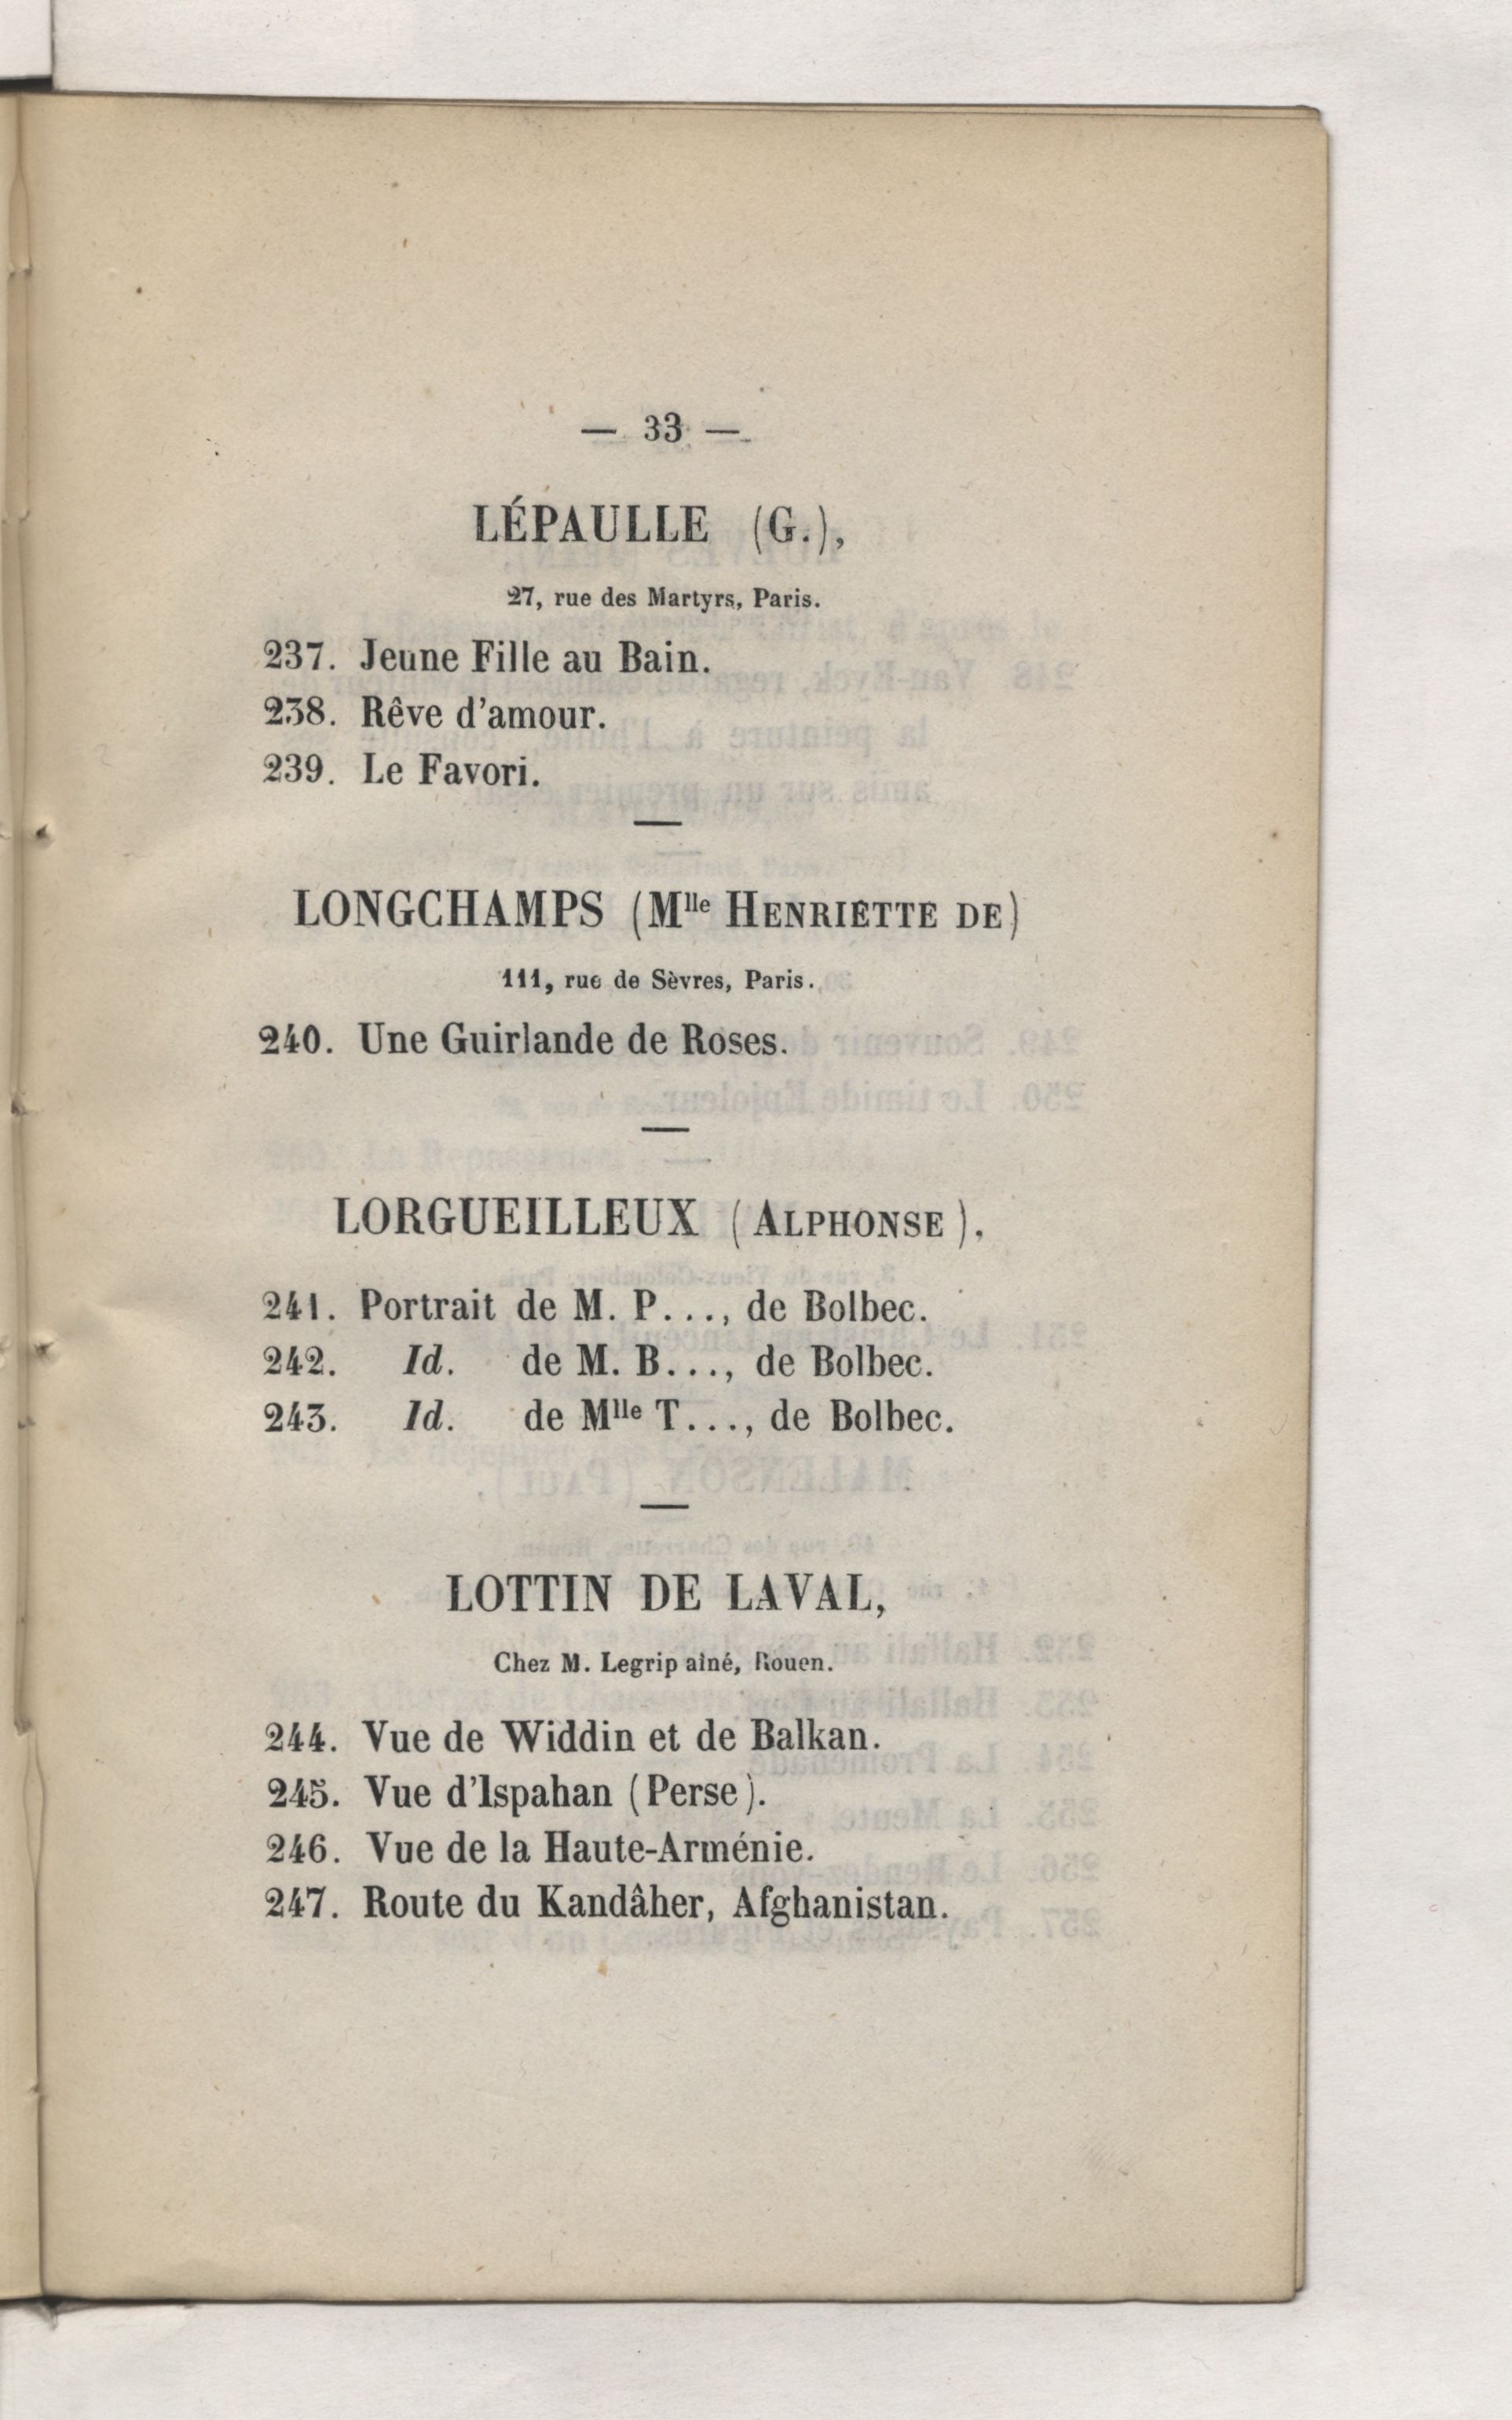 — 33 —
LÉPAULLE (G.),
27, rue des Martyrs, Paris.
237. Jeune Fille au Bain.
238. Rêve d'amour.
239. Le Favori.
LONGCHAMPS (Mlle HENRIETTE DE)
111, rue de Sèvres, Paris.
240. Une Guirlande de Roses.
LORGUEILLEUX (ALPHONSE),
241. Portrait de M. P..., de Bolbec.
242. Id. de M. B..., de Bolbec.
243. Id. de Mlle T..., de Bolbec.
LOTTIN DE LAVAL,
Chez M. Legrip aîné, Rouen.
244. Vue de Widdin et de Balkan.
245. Vue d'Ispahan (Perse).
246. Vue de la Haute-Arménie.
247. Route du Kandâher, Afghanistan.